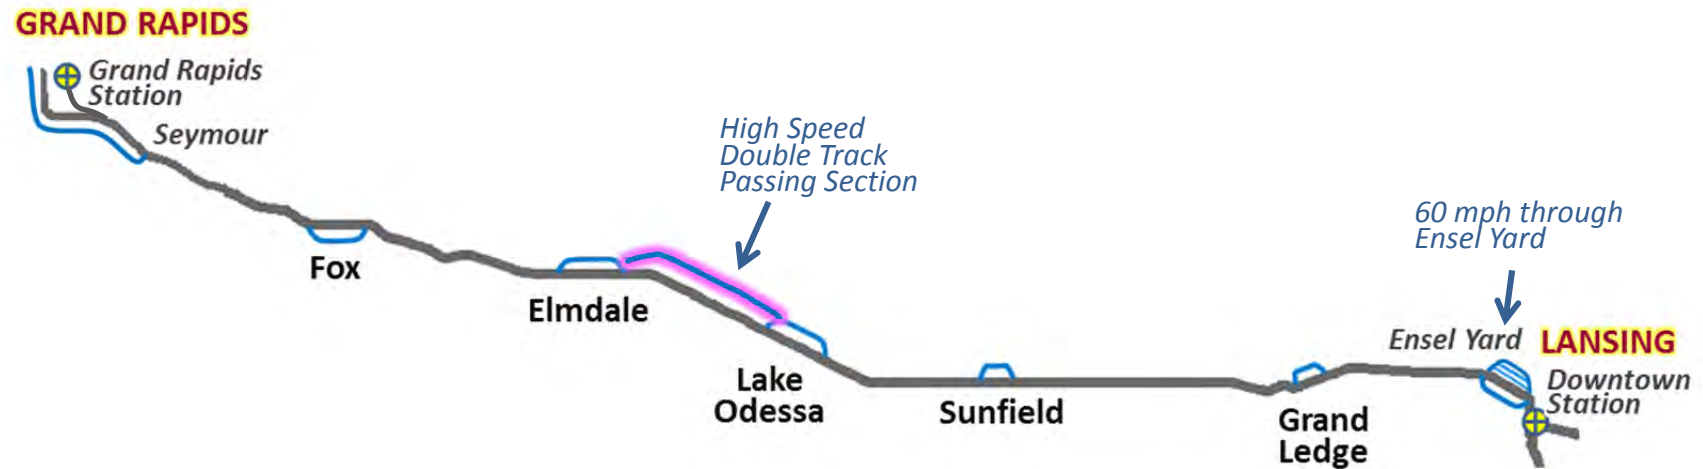 GRAND RAPIDS
Grand Rapids
Station
Seymour
Fox
Elmdale
High Speed
Double Track
Passing Section
Lake
Odessa
Sunfield
Grand
Ledge
60 mph through
Ensel Yard
Ensel Yard
LANSING
Downtown
Station